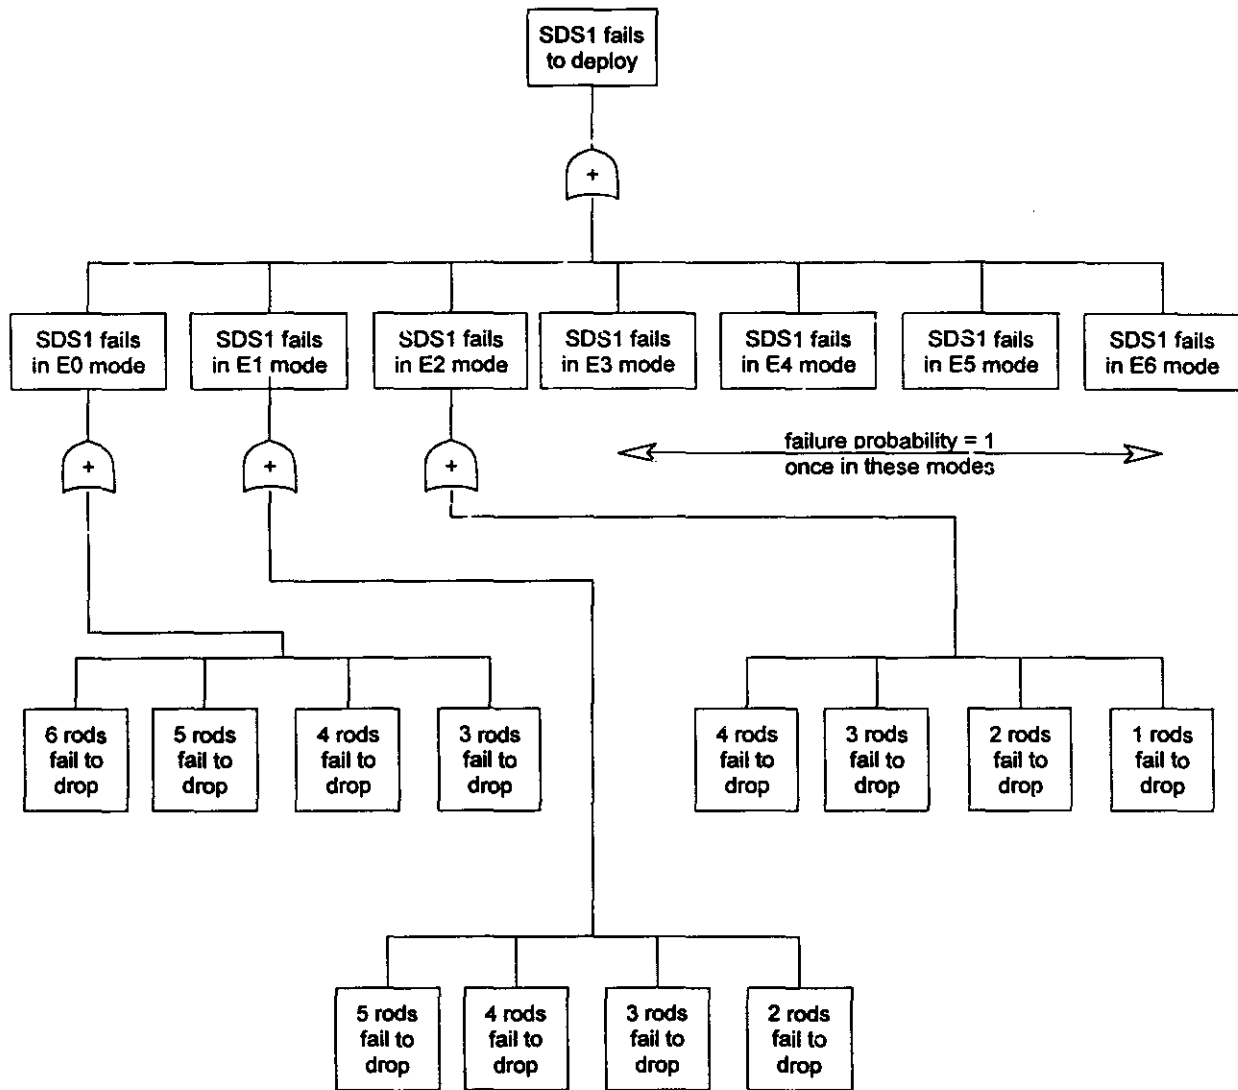 SDS1 fails
to deploy
+
SDS1 fails
in E0 mode
SDS1 fails
in E1 mode
SDS1 fails
in E2 mode
SDS1 fails
in E3 mode
SDS1 fails
in E4 mode
SDS1 fails
in E5 mode
SDS1 fails
in E6 mode
+
+
+
failure probability = 1
once in these modes
6 rods
fail to
drop
5 rods
fail to
drop
4 rods
fail to
drop
3 rods
fail to
drop
4 rods
fail to
drop
3 rods
fail to
drop
2 rods
fail to
drop
1 rods
fail to
drop
5 rods
fail to
drop
4 rods
fail to
drop
3 rods
fail to
drop
2 rods
fail to
drop